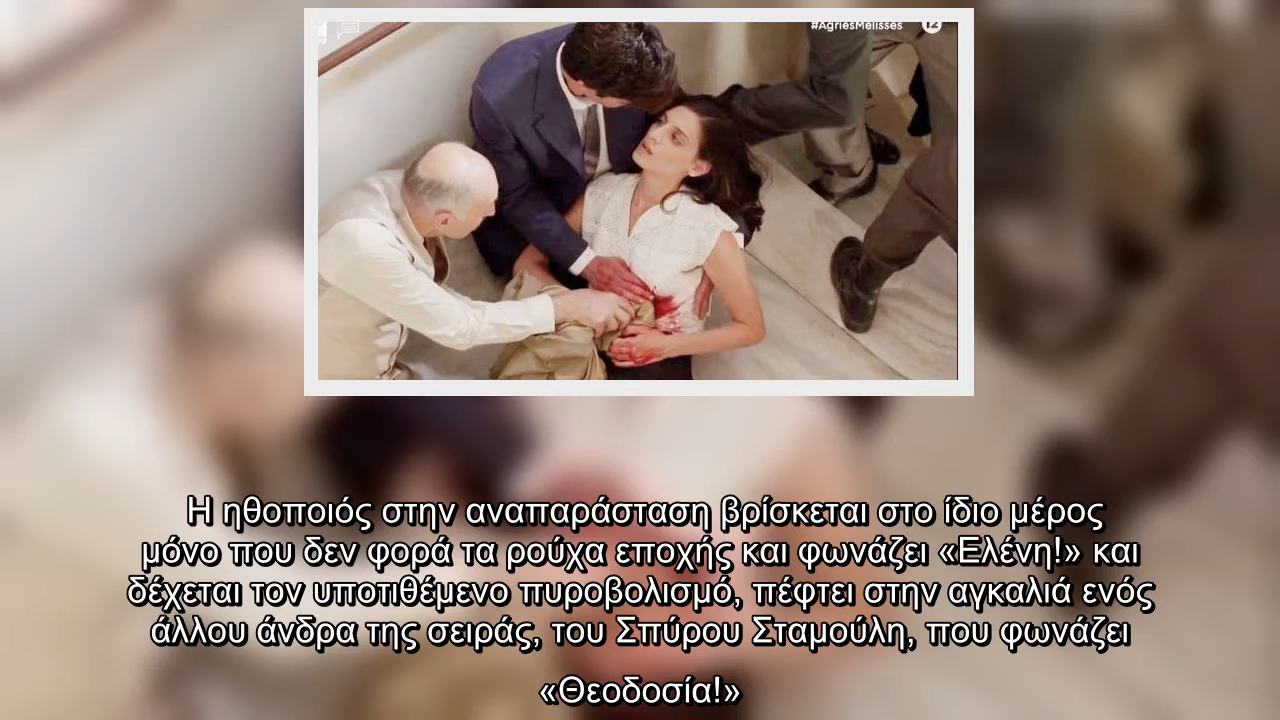 #AgriesMelisses 12
Η ηθοποιός στην αναπαράσταση βρίσκεται στο ίδιο μέρος
μόνο που δεν φορά τα ρούχα εποχής και φωνάζει «Ελένη!» και
δέχεται τον υποτιθέμενο πυροβολισμό, πέφτει στην αγκαλιά ενός
άλλου άνδρα της σειράς, του Σπύρου Σταμούλη, που φωνάζει
«Θεοδοσία!»